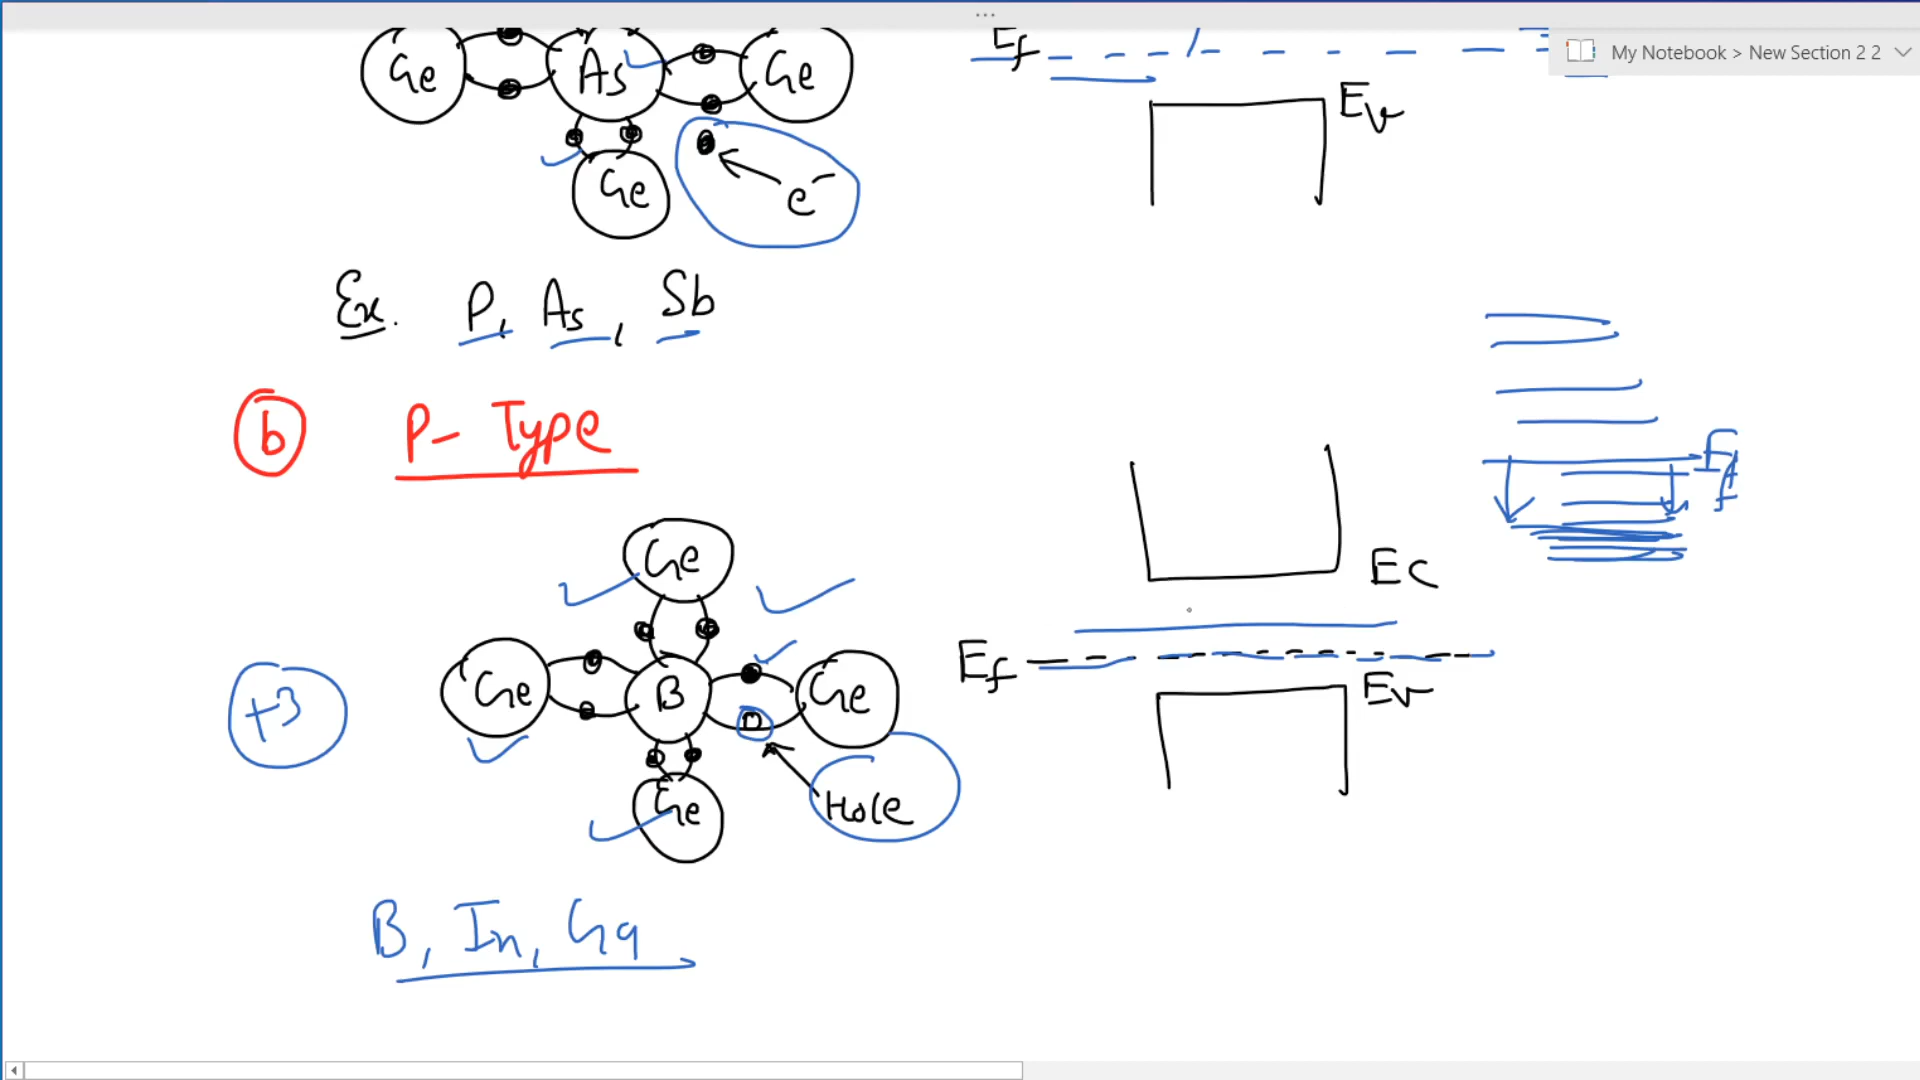 ...
My Notebook > New Section 2 2
Ef
Ge As Ge
Ev
Ge e-
Ex. P, As, Sb
b P- Type
Ef
Ge
Ec
Ef
Ge B Ge
Ev
+3
Ge Hole
B, In, Ga